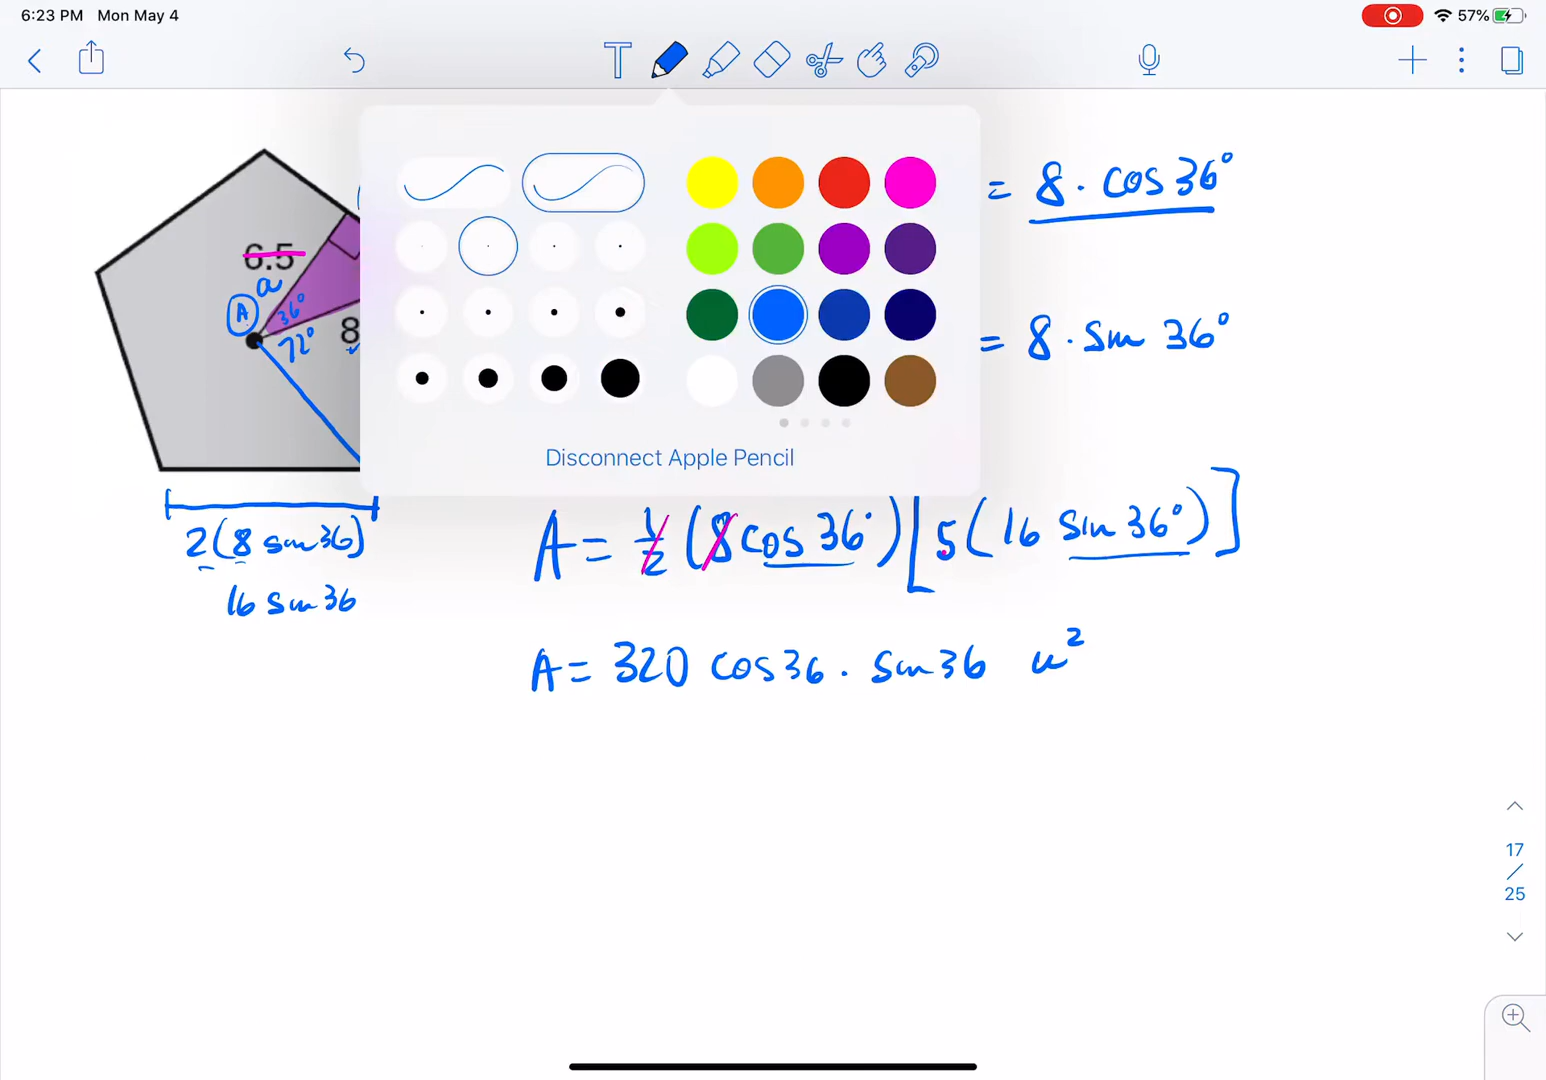 6:23 PM Mon May 4
57%
= 8 · cos 36°
6.5
a
A
36°
72°
8
= 8 · sin 36°
Disconnect Apple Pencil
2(8 sin 36)
16 sin 36
A = 1/2 (8 cos 36°)[5(16 sin 36°)]
A = 320 cos 36 · sin 36 u²
17
/
25